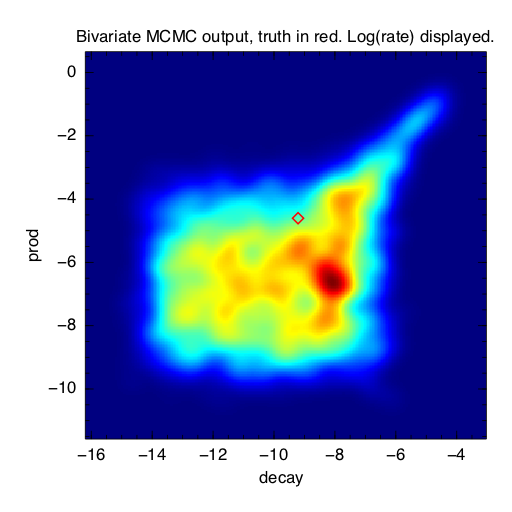 Bivariate MCMC output, truth in red. Log(rate) displayed.
0
−2
−4
−6
−8
−10
prod
−16 −14 −12 −10 −8 −6 −4
decay